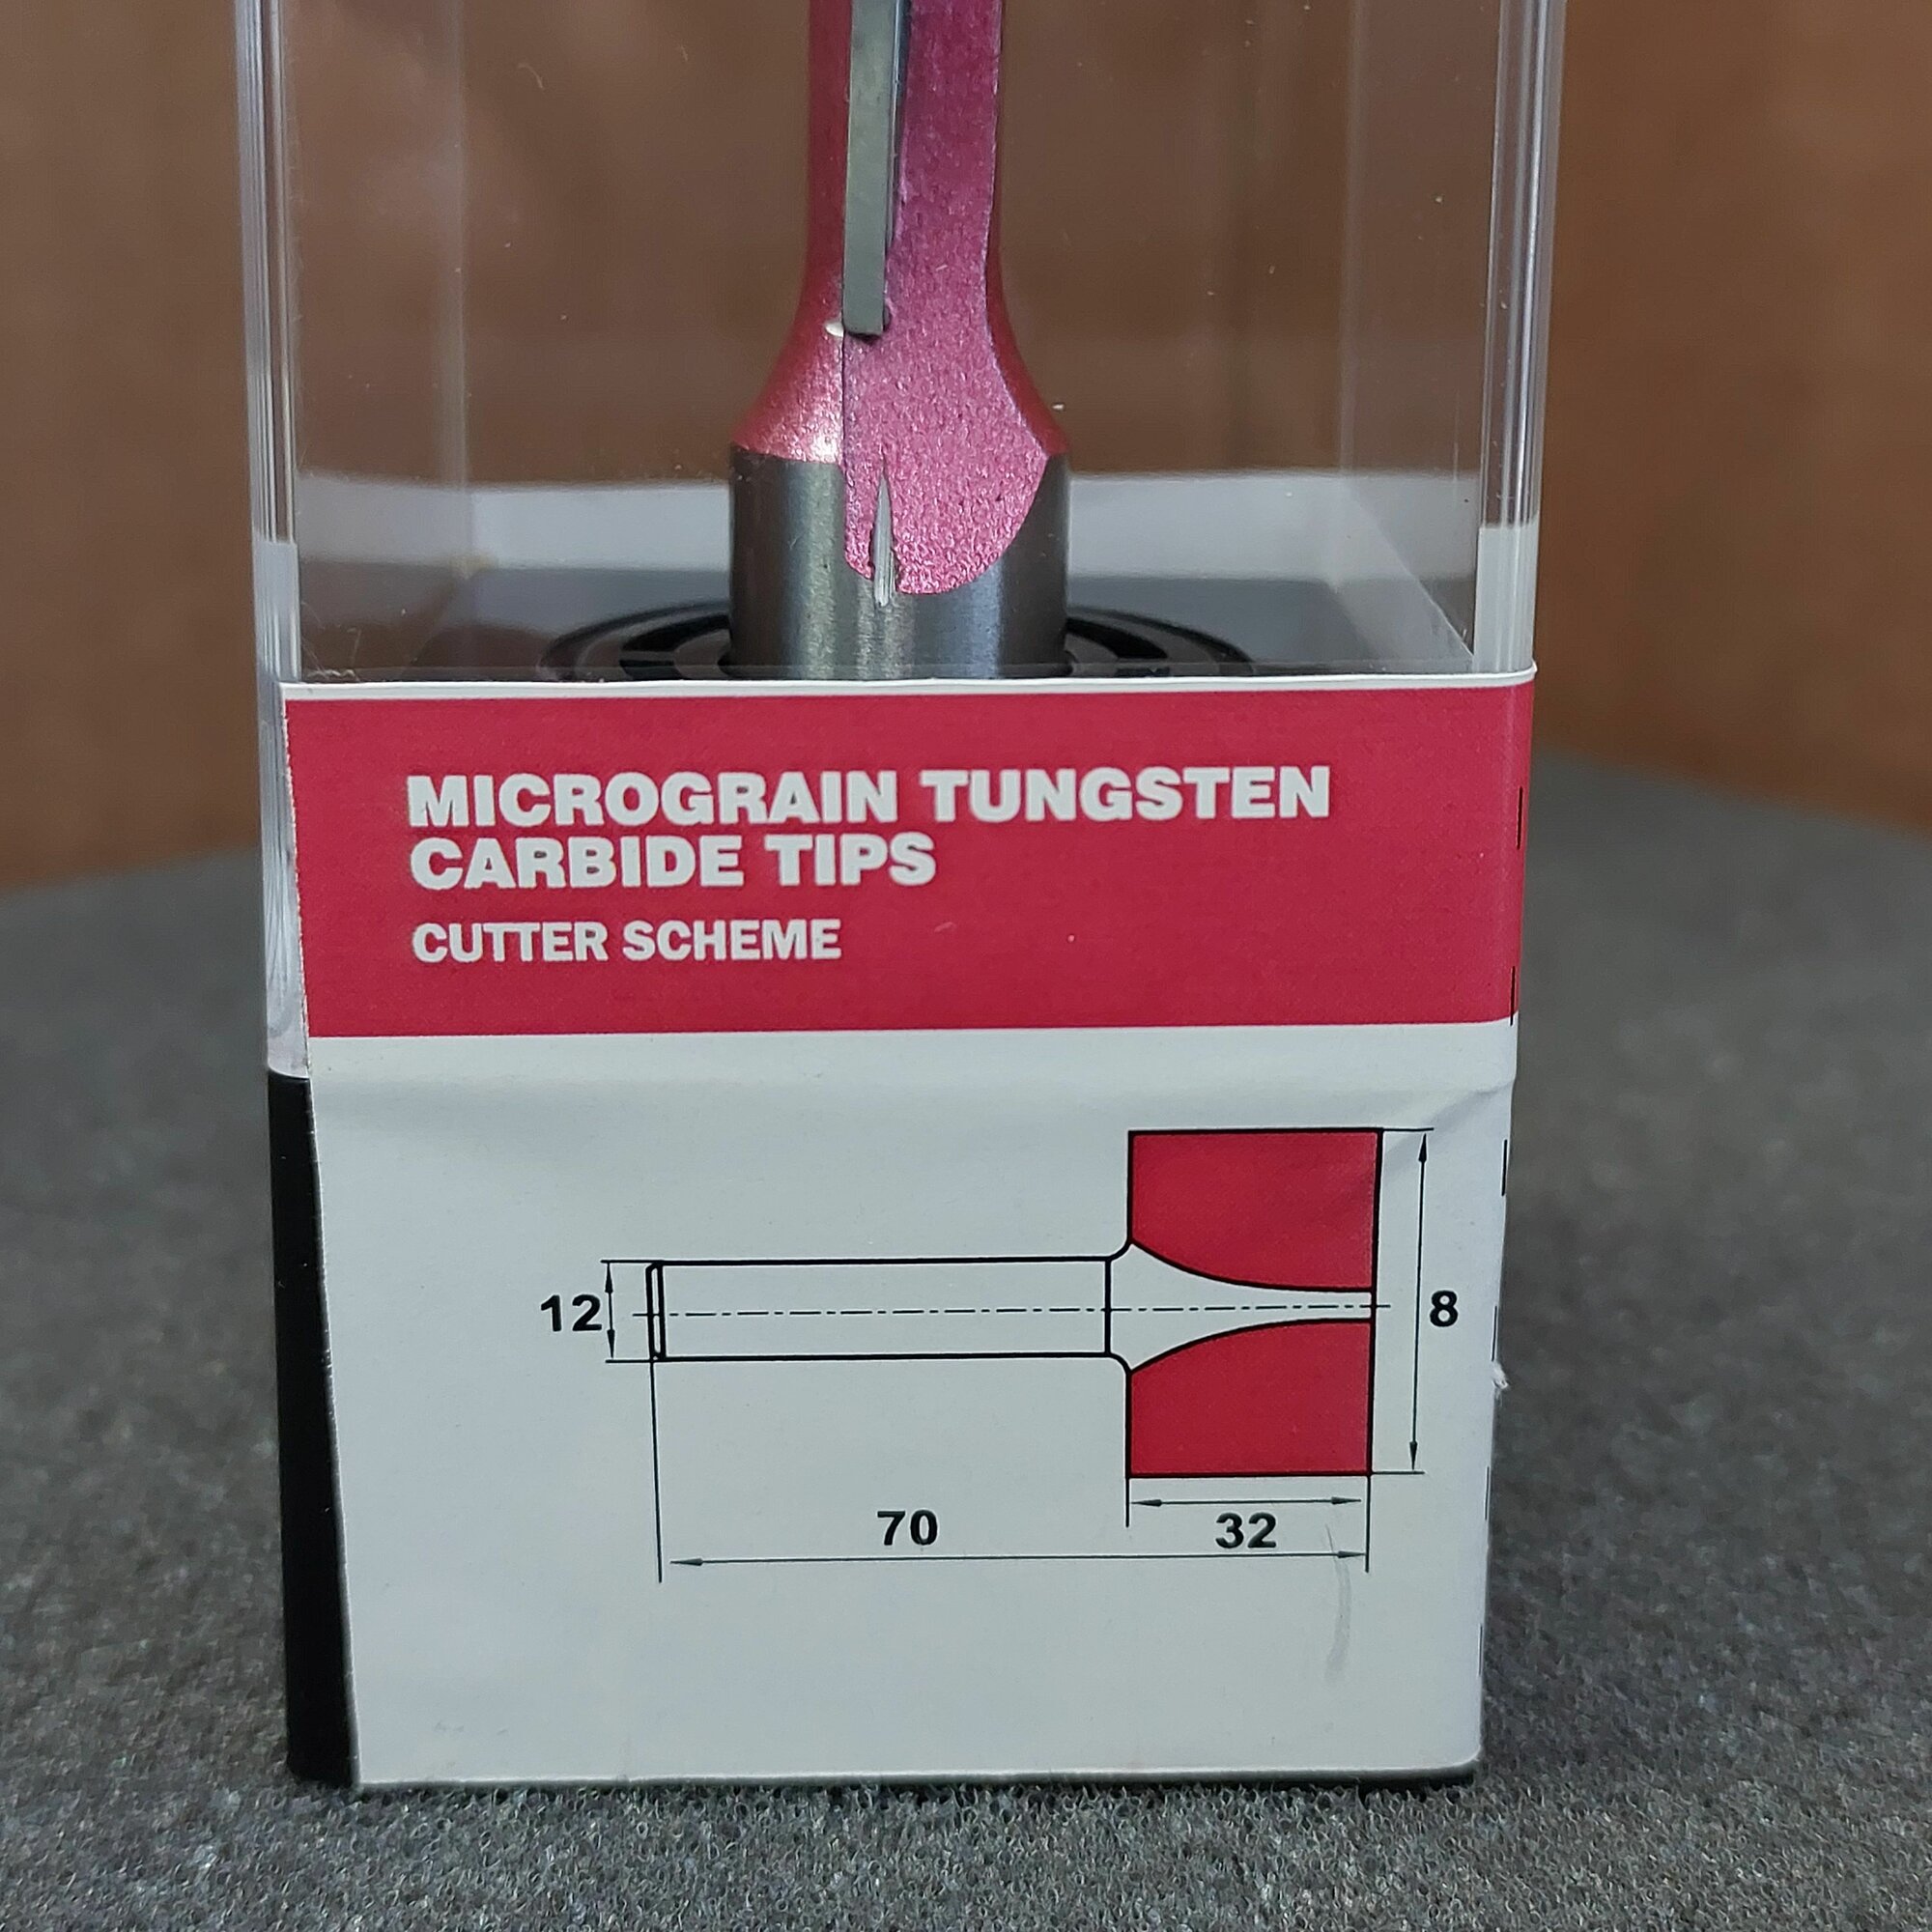 MICROGRAIN TUNGSTEN
CARBIDE TIPS
CUTTER SCHEME
12
8
70
32